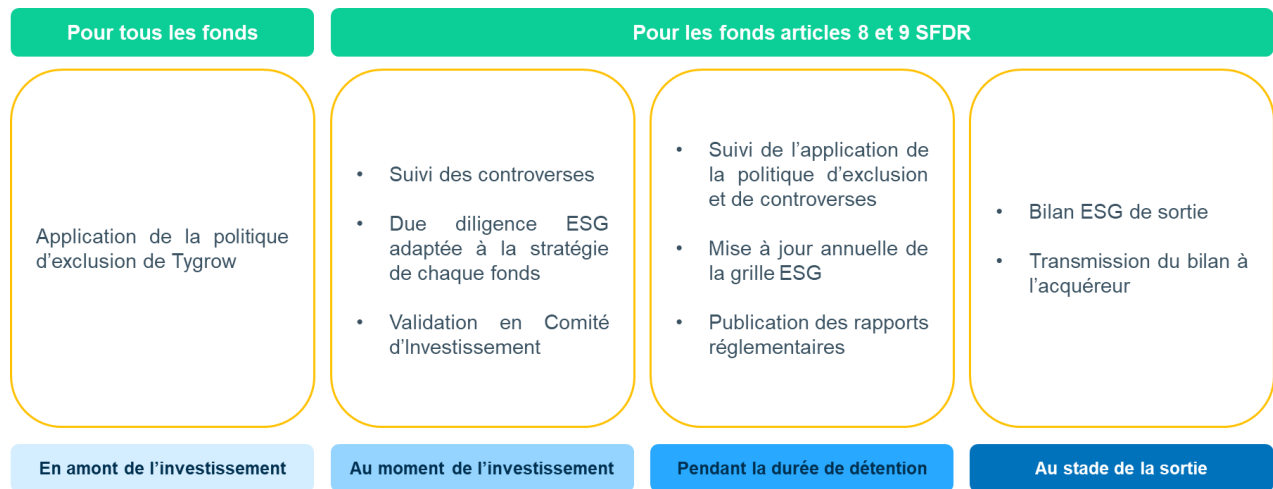 Pour tous les fonds
Pour les fonds articles 8 et 9 SFDR
Application de la politique
d’exclusion de Tygrow
• Suivi des controverses
• Due diligence ESG
adaptée à la stratégie
de chaque fonds
• Validation en Comité
d’Investissement
• Suivi de l’application de
la politique d’exclusion
et de controverses
• Mise à jour annuelle de
la grille ESG
• Publication des rapports
réglementaires
• Bilan ESG de sortie
• Transmission du bilan à
l’acquéreur
En amont de l’investissement
Au moment de l’investissement
Pendant la durée de détention
Au stade de la sortie